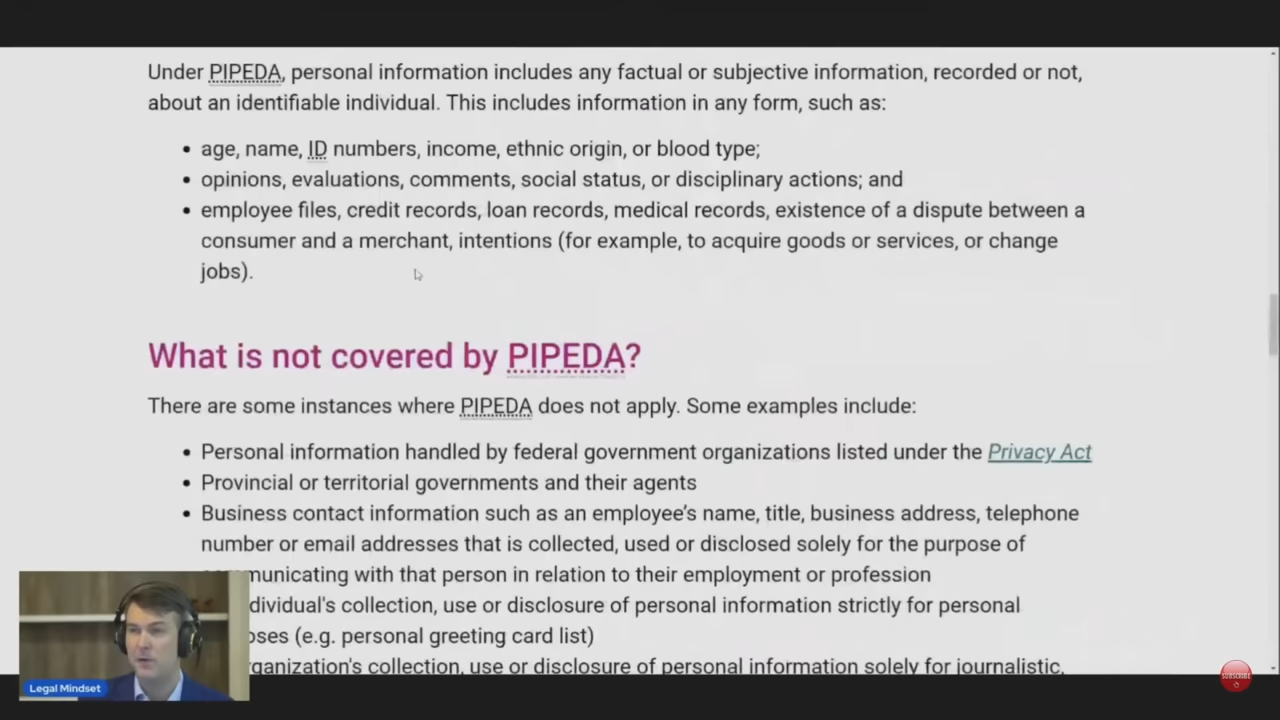 Under PIPEDA, personal information includes any factual or subjective information, recorded or not,
about an identifiable individual. This includes information in any form, such as:
• age, name, ID numbers, income, ethnic origin, or blood type;
• opinions, evaluations, comments, social status, or disciplinary actions; and
• employee files, credit records, loan records, medical records, existence of a dispute between a
consumer and a merchant, intentions (for example, to acquire goods or services, or change
jobs).
What is not covered by PIPEDA?
There are some instances where PIPEDA does not apply. Some examples include:
• Personal information handled by federal government organizations listed under the Privacy Act
• Provincial or territorial governments and their agents
• Business contact information such as an employee's name, title, business address, telephone
number or email addresses that is collected, used or disclosed solely for the purpose of
with that person in relation to their employment or profession
collection, use or disclosure of personal information strictly for personal
(e.g. personal greeting card list)
collection, use or disclosure of personal information solely for journalistic,
Legal Mindset
SUBSCRIBE